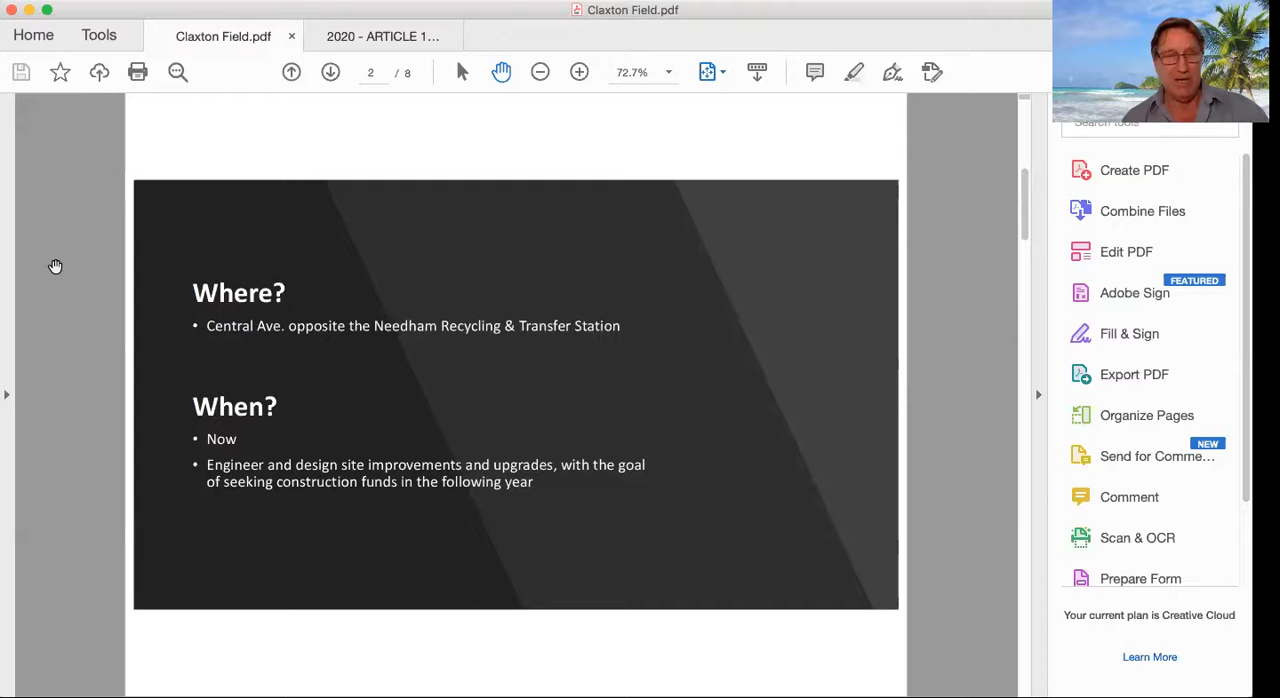 Claxton Field.pdf
Home
Tools
Claxton Field.pdf
2020 - ARTICLE 1...
2 / 8
72.7%
Search tools
Create PDF
Combine Files
Edit PDF
FEATURED
Adobe Sign
Fill & Sign
Export PDF
Organize Pages
NEW
Send for Comme...
Comment
Scan & OCR
Prepare Form
Your current plan is Creative Cloud
Learn More
Where?
• Central Ave. opposite the Needham Recycling & Transfer Station
When?
• Now
• Engineer and design site improvements and upgrades, with the goal
of seeking construction funds in the following year